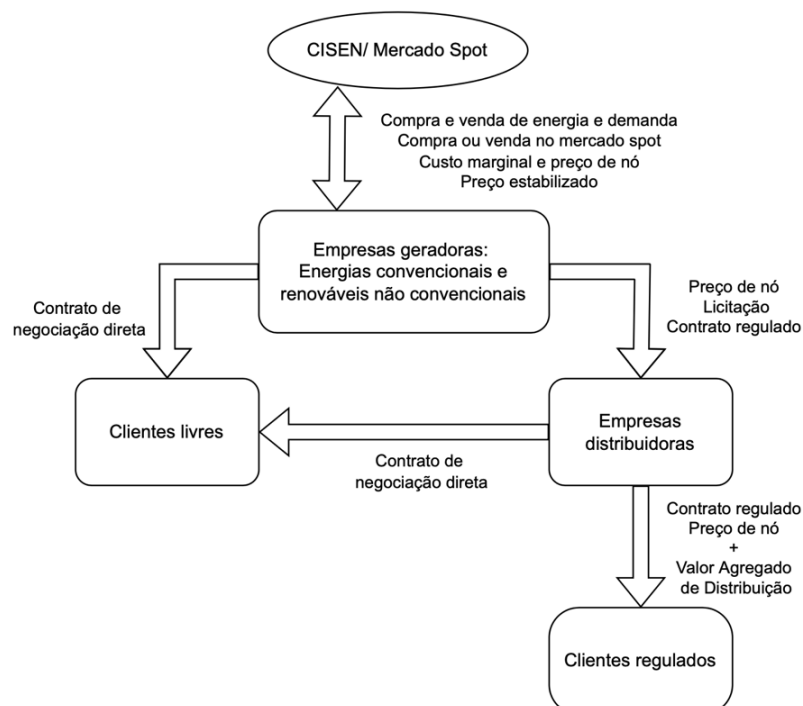 CISEN/ Mercado Spot
Compra e venda de energia e demanda
Compra ou venda no mercado spot
Custo marginal e preço de nó
Preço estabilizado
Empresas geradoras:
Energias convencionais e
renováveis não convencionais
Contrato de
negociação direta
Preço de nó
Licitação
Contrato regulado
Clientes livres
Empresas
distribuidoras
Contrato de
negociação direta
Contrato regulado
Preço de nó
+
Valor Agregado
de Distribuição
Clientes regulados